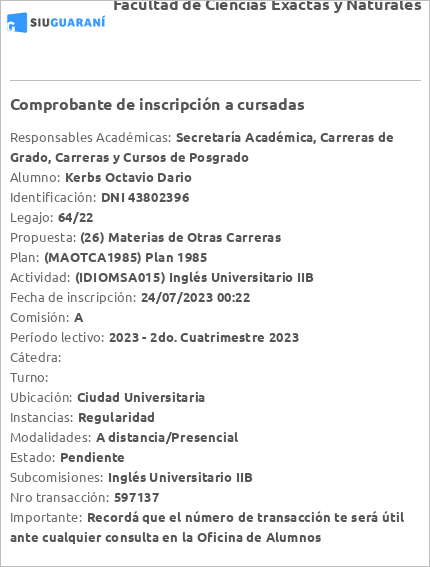 Facultad de Ciencias Exactas y Naturales
SIUGUARANÍ
Comprobante de inscripción a cursadas
Responsables Académicas: Secretaría Académica, Carreras de
Grado, Carreras y Cursos de Posgrado
Alumno: Kerbs Octavio Dario
Identificación: DNI 43802396
Legajo: 64/22
Propuesta: (26) Materias de Otras Carreras
Plan: (MAOTCA1985) Plan 1985
Actividad: (IDIOMSA015) Inglés Universitario IIB
Fecha de inscripción: 24/07/2023 00:22
Comisión: A
Período lectivo: 2023 - 2do. Cuatrimestre 2023
Cátedra:
Turno:
Ubicación: Ciudad Universitaria
Instancias: Regularidad
Modalidades: A distancia/Presencial
Estado: Pendiente
Subcomisiones: Inglés Universitario IIB
Nro transacción: 597137
Importante: Recordá que el número de transacción te será útil
ante cualquier consulta en la Oficina de Alumnos